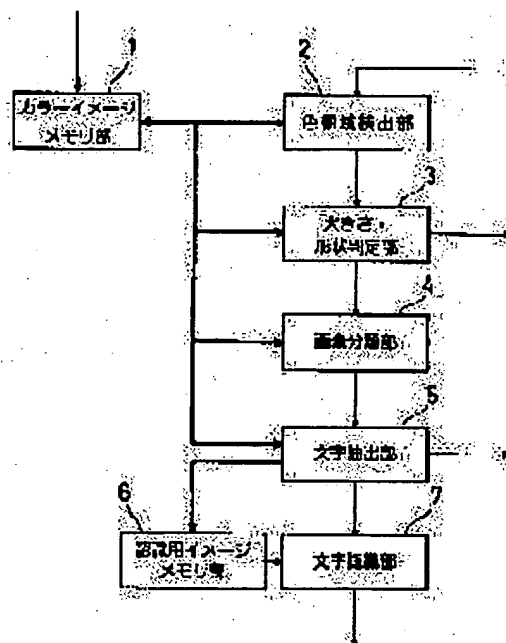 1
カラーイメージ
メモリ部
2
色領域検出部
3
大きさ・
形状判定部
4
画像分離部
5
文字抽出部
6
認識用イメージ
メモリ部
7
文字認識部